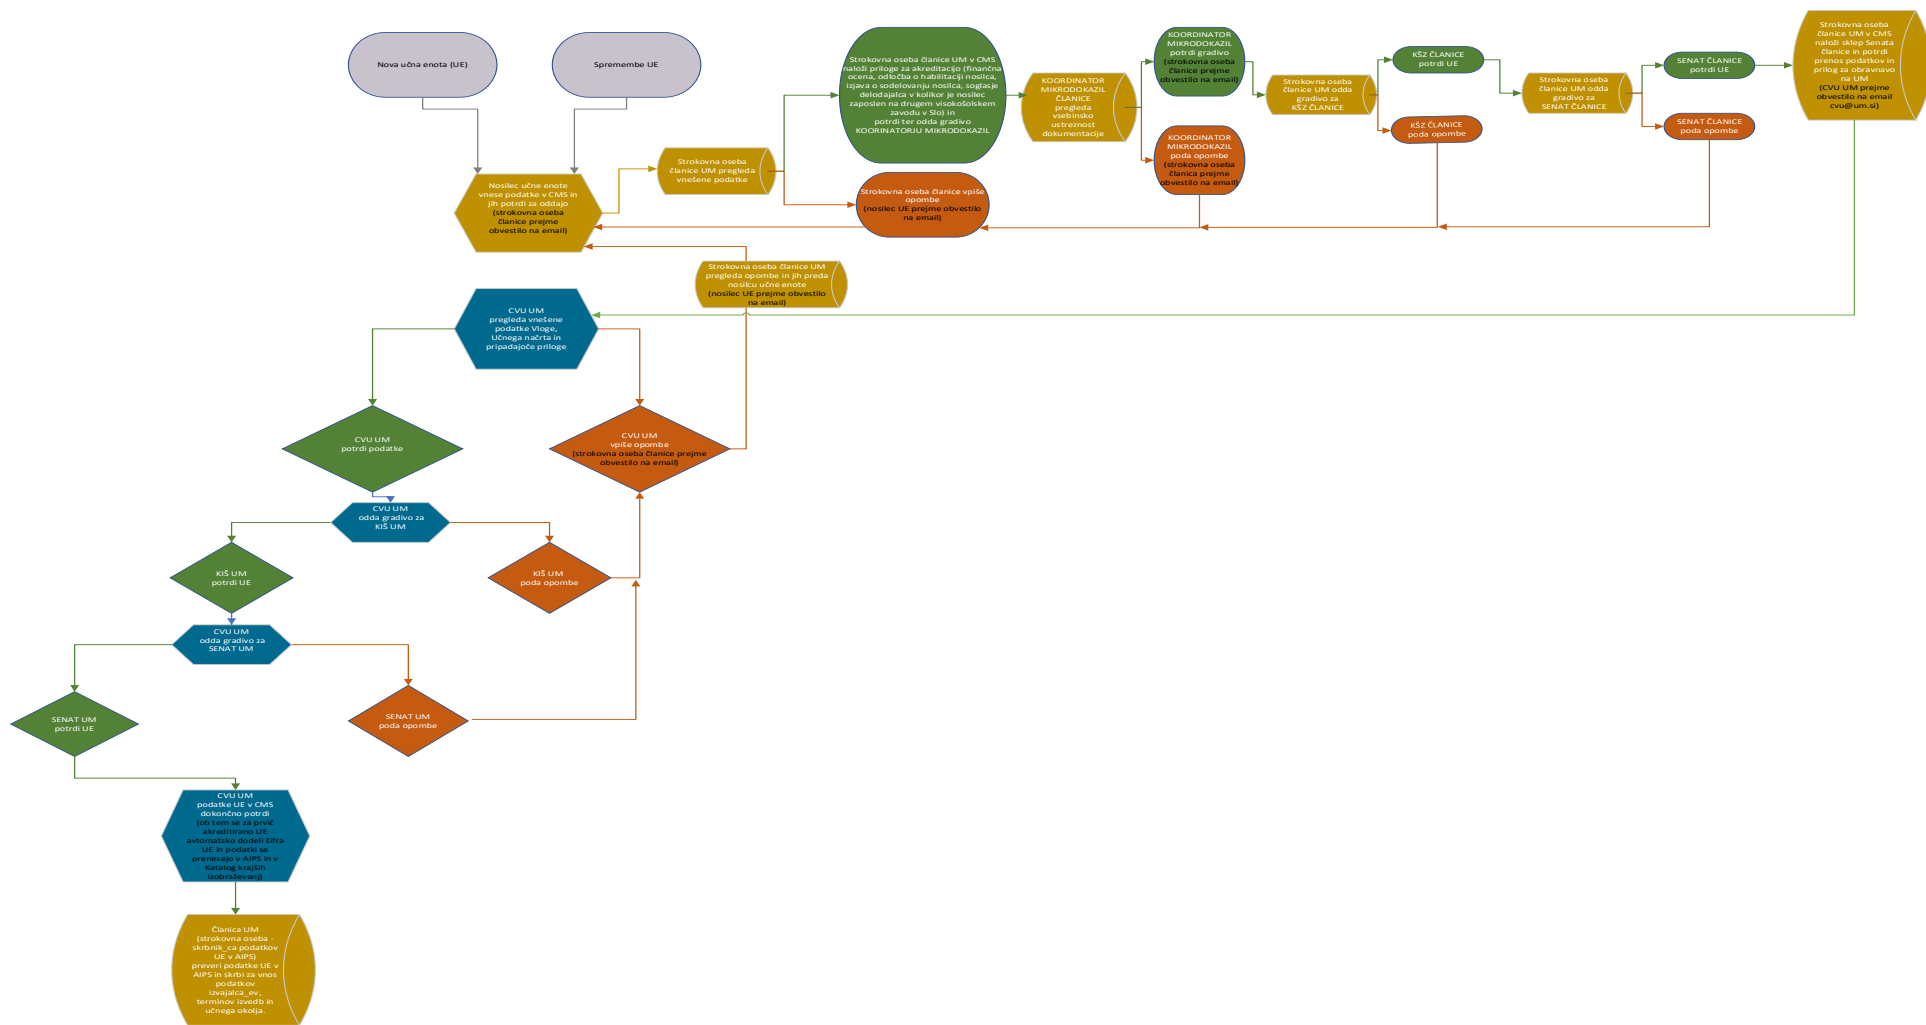 Nova učna enota (UE)
Spremembe UE
Nosilec učne enote
vnese podatke v CMS in
jih potrdi za oddajo
(strokovna oseba
članice prejme
obvestilo na email)
Strokovna oseba
članice UM pregleda
vnešene podatke
Strokovna oseba članice UM v CMS
naloži priloge za akreditacijo (finančna
ocena, odločba o habilitaciji nosilca,
izjava o sodelovanju nosilca, soglasje
delodajalca v kolikor je nosilec
zaposlen na drugem visokošolskem
zavodu v Slo) in
potrdi ter odda gradivo
KOORINATORJU MIKRODOKAZIL
Strokovna oseba članice vpiše
opombe
(nosilec UE prejme obvestilo
na email)
KOORDINATOR
MIKRODOKAZIL
ČLANICE
pregleda
vsebinsko
ustreznost
dokumentacije
KOORDINATOR
MIKRODOKAZIL
potrdi gradivo
(strokovna oseba
članice prejme
obvestilo na email)
KOORDINATOR
MIKRODOKAZIL
poda opombe
(strokovna oseba
članica prejme
obvestilo na email)
Strokovna oseba
članice UM odda
gradivo za
KŠZ ČLANICE
KŠZ ČLANICE
potrdi UE
KŠZ ČLANICE
poda opombe
Strokovna oseba
članice UM odda
gradivo za
SENAT ČLANICE
SENAT ČLANICE
potrdi UE
SENAT ČLANICE
poda opombe
Strokovna oseba
članice UM v CMS
naloži sklep Senata
članice in potrdi
prenos podatkov in
prilog za obravnavo
na UM
(CVU UM prejme
obvestilo na email
cvu@um.si)
Strokovna oseba članice UM
pregleda opombe in jih preda
nosilcu učne enote
(nosilec UE prejme obvestilo
na email)
CVU UM
pregleda vnešene
podatke Vloge,
Učnega načrta in
pripadajoče priloge
CVU UM
potrdi podatke
CVU UM
vpiše opombe
(strokovna oseba članice prejme
obvestilo na email)
CVU UM
odda gradivo za
KIŠ UM
KIŠ UM
potrdi UE
KIŠ UM
poda opombe
CVU UM
odda gradivo za
SENAT UM
SENAT UM
potrdi UE
SENAT UM
poda opombe
CVU UM
podatke UE v CMS
dokončno potrdi
(ob tem se za prvič
akreditirano UE
avtomatsko dodeli šifra
UE in podatki se
prenesejo v AIPS in v
Katalog krajših
izobraževanj)
Članica UM
(strokovna oseba -
skrbnik_ca podatkov
UE v AIPS)
preveri podatke UE v
AIPS in skrbi za vnos
podatkov
izvajalca_ev,
terminov izvedb in
učnega okolja.